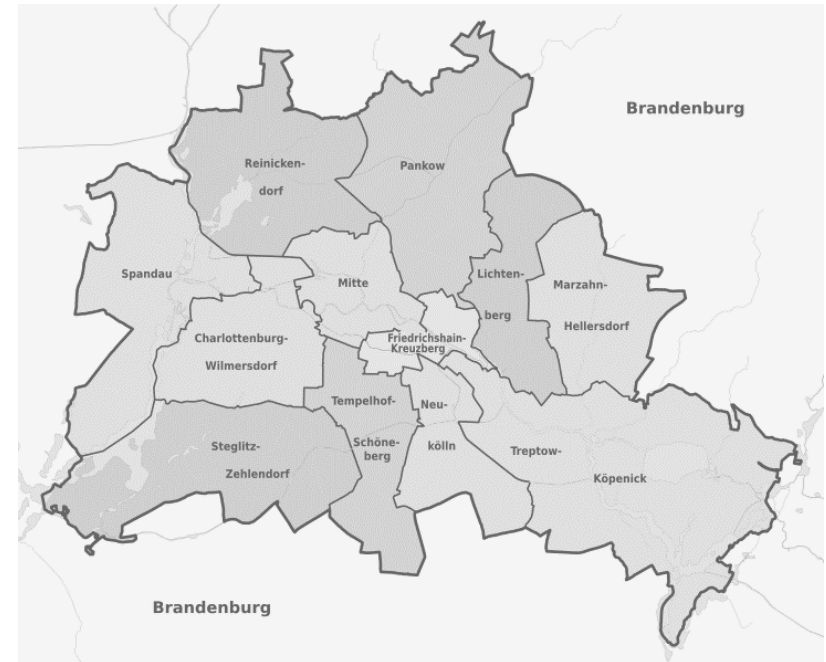 Brandenburg
Reinicken-
dorf
Pankow
Spandau
Mitte
Lichten-
berg
Marzahn-
Hellersdorf
Charlottenburg-
Wilmersdorf
Friedrichshain-
Kreuzberg
Tempelhof-
Schöne-
berg
Neu-
kölln
Steglitz-
Zehlendorf
Treptow-
Köpenick
Brandenburg